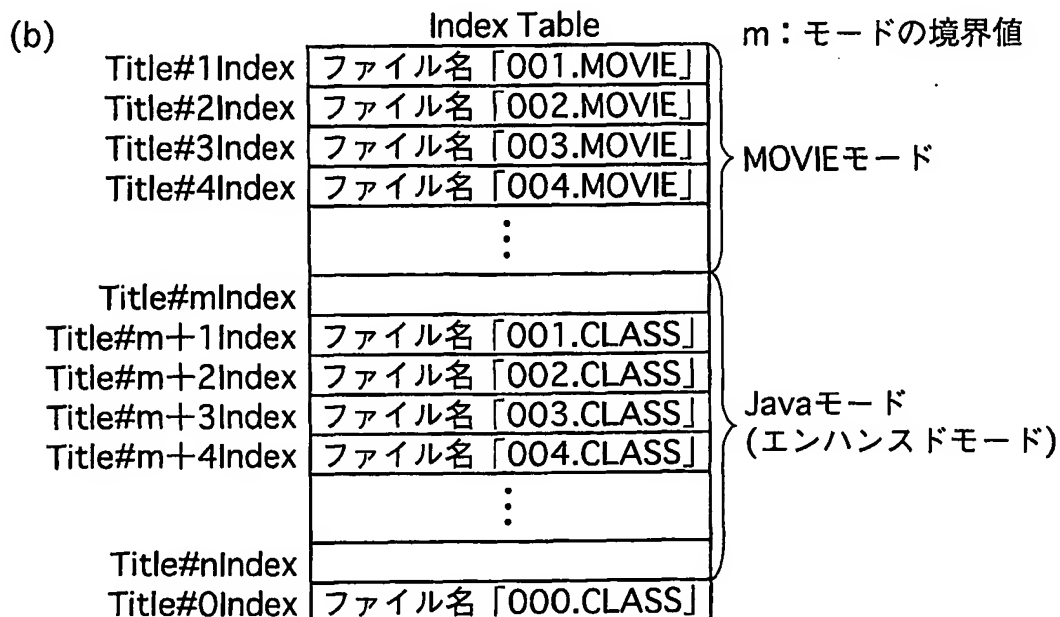 (b)
Index Table
m：モードの境界値
Title#1Index ファイル名「001.MOVIE」
Title#2Index ファイル名「002.MOVIE」
Title#3Index ファイル名「003.MOVIE」
MOVIEモード
Title#4Index ファイル名「004.MOVIE」
⋮
Title#mIndex
Title#m＋1Index ファイル名「001.CLASS」
Title#m＋2Index ファイル名「002.CLASS」
Title#m＋3Index ファイル名「003.CLASS」
Javaモード
Title#m＋4Index ファイル名「004.CLASS」
(エンハンスドモード)
⋮
Title#nIndex
Title#0Index ファイル名「000.CLASS」